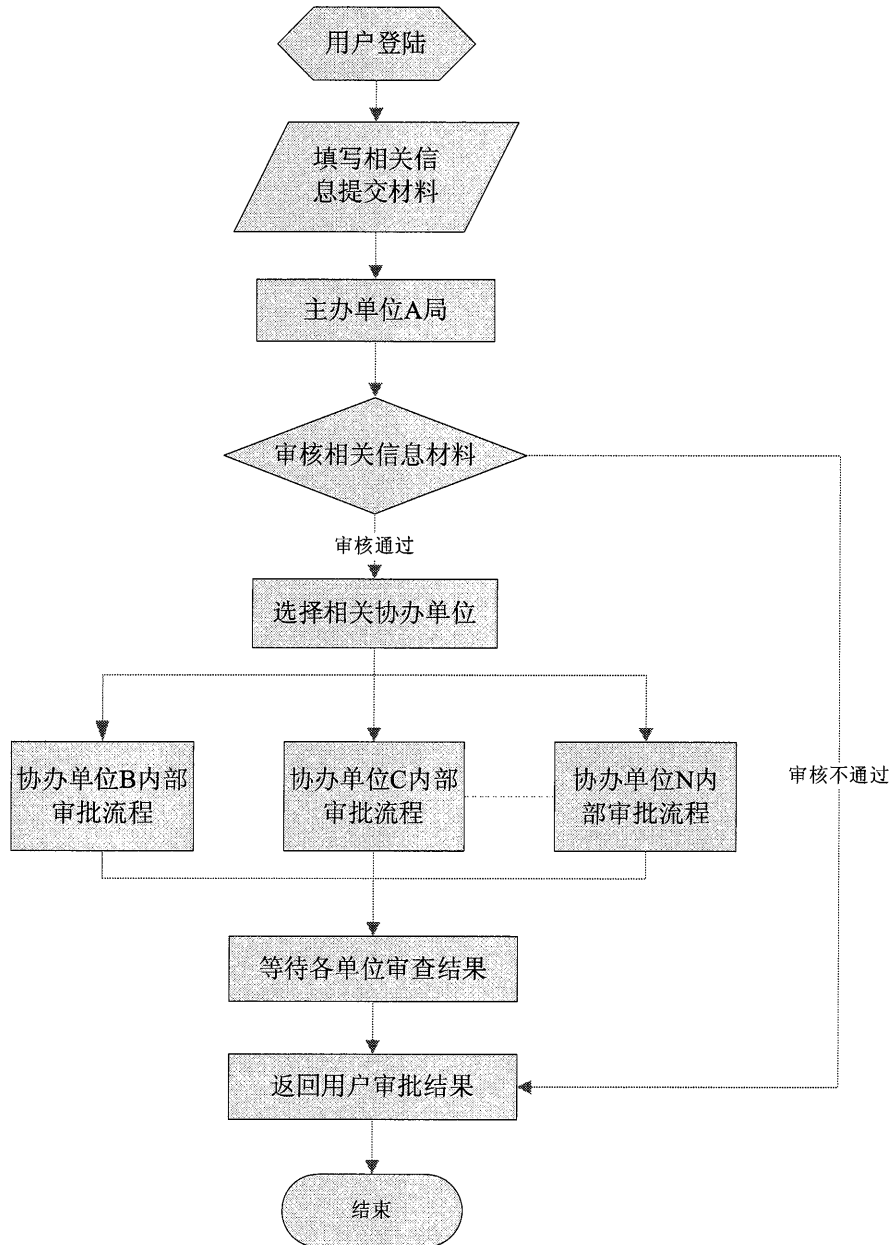 用户登陆
填写相关信
息提交材料
主办单位A局
审核相关信息材料
审核通过
选择相关协办单位
协办单位B内部
审批流程
协办单位C内部
审批流程
协办单位N内
部审批流程
审核不通过
等待各单位审查结果
返回用户审批结果
结束